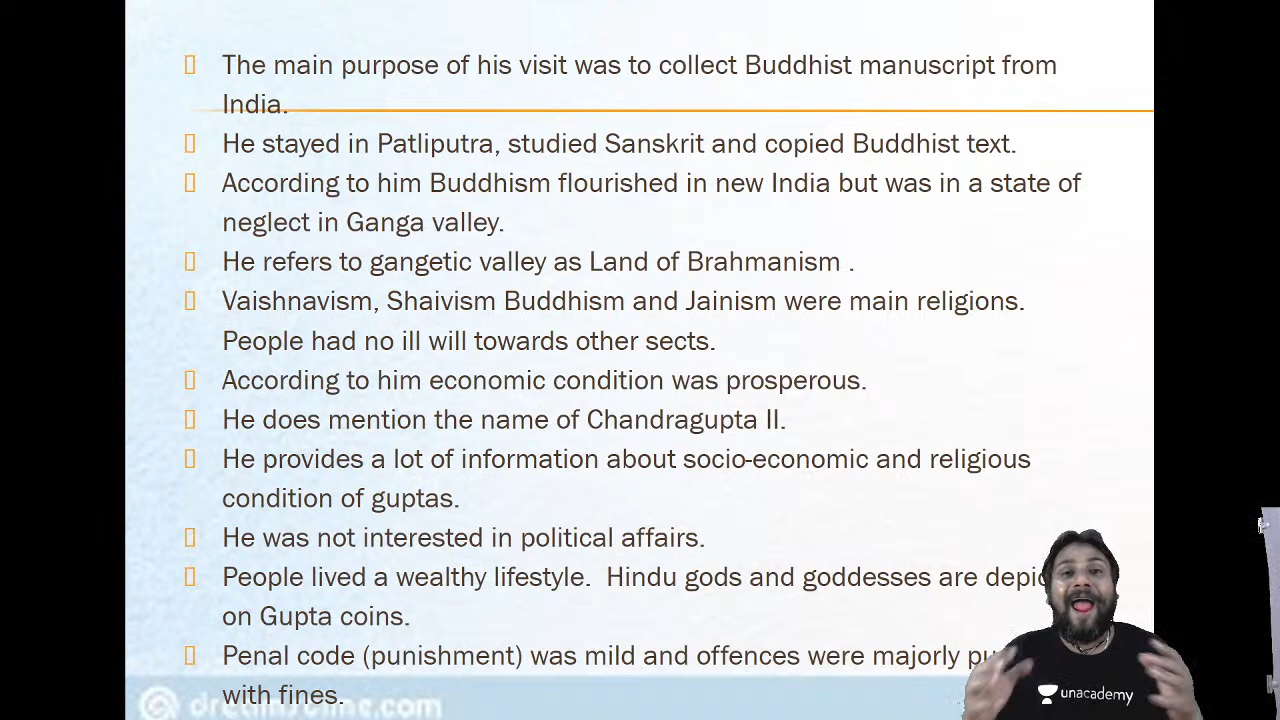 The main purpose of his visit was to collect Buddhist manuscript from
India.
He stayed in Patliputra, studied Sanskrit and copied Buddhist text.
According to him Buddhism flourished in new India but was in a state of
neglect in Ganga valley.
He refers to gangetic valley as Land of Brahmanism .
Vaishnavism, Shaivism Buddhism and Jainism were main religions.
People had no ill will towards other sects.
According to him economic condition was prosperous.
He does mention the name of Chandragupta II.
He provides a lot of information about socio-economic and religious
condition of guptas.
He was not interested in political affairs.
People lived a wealthy lifestyle.  Hindu gods and goddesses are
on Gupta coins.
Penal code (punishment) was mild and offences were majorly
with fines.
unacademy